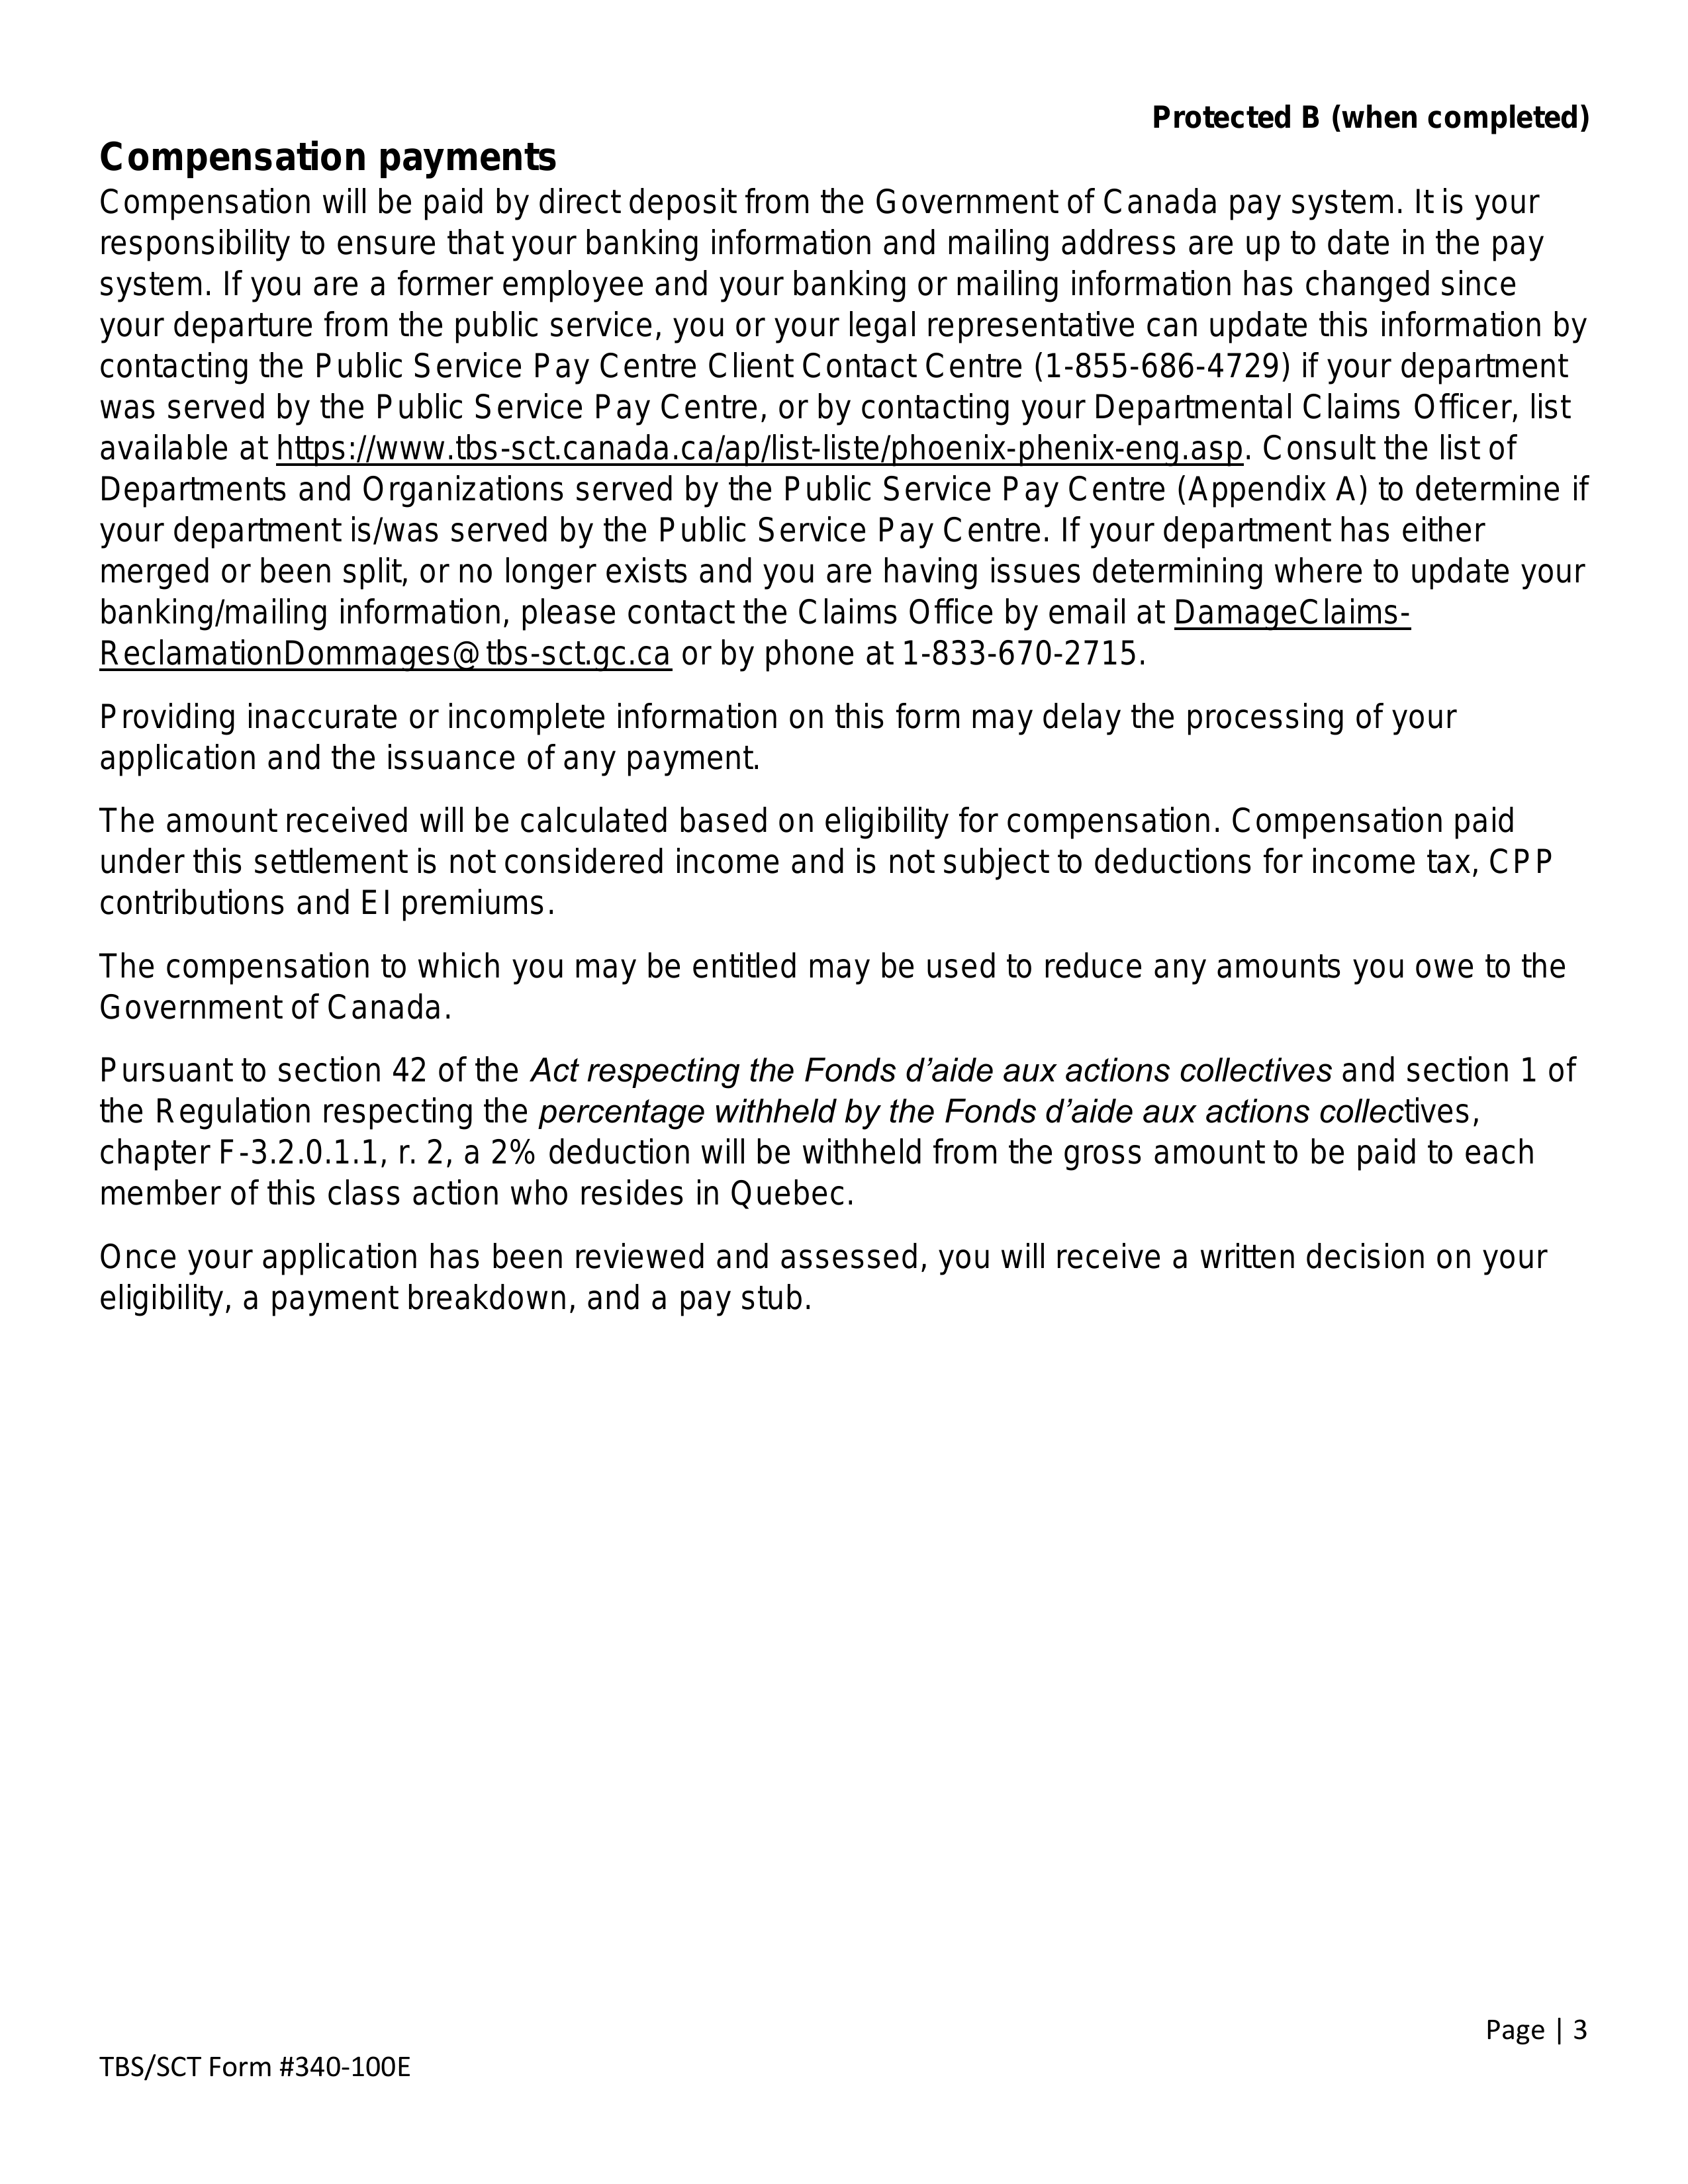 Protected B (when completed)
Compensation payments
Compensation will be paid by direct deposit from the Government of Canada pay system. It is your
responsibility to ensure that your banking information and mailing address are up to date in the pay
system. If you are a former employee and your banking or mailing information has changed since
your departure from the public service, you or your legal representative can update this information by
contacting the Public Service Pay Centre Client Contact Centre (1-855-686-4729) if your department
was served by the Public Service Pay Centre, or by contacting your Departmental Claims Officer, list
available at https://www.tbs-sct.canada.ca/ap/list-liste/phoenix-phenix-eng.asp. Consult the list of
Departments and Organizations served by the Public Service Pay Centre (Appendix A) to determine if
your department is/was served by the Public Service Pay Centre. If your department has either
merged or been split, or no longer exists and you are having issues determining where to update your
banking/mailing information, please contact the Claims Office by email at DamageClaims-
ReclamationDommages@tbs-sct.gc.ca or by phone at 1-833-670-2715.
Providing inaccurate or incomplete information on this form may delay the processing of your
application and the issuance of any payment.
The amount received will be calculated based on eligibility for compensation. Compensation paid
under this settlement is not considered income and is not subject to deductions for income tax, CPP
contributions and EI premiums.
The compensation to which you may be entitled may be used to reduce any amounts you owe to the
Government of Canada.
Pursuant to section 42 of the Act respecting the Fonds d’aide aux actions collectives and section 1 of
the Regulation respecting the percentage withheld by the Fonds d’aide aux actions collectives,
chapter F-3.2.0.1.1, r. 2, a 2% deduction will be withheld from the gross amount to be paid to each
member of this class action who resides in Quebec.
Once your application has been reviewed and assessed, you will receive a written decision on your
eligibility, a payment breakdown, and a pay stub.
Page | 3
TBS/SCT Form #340-100E